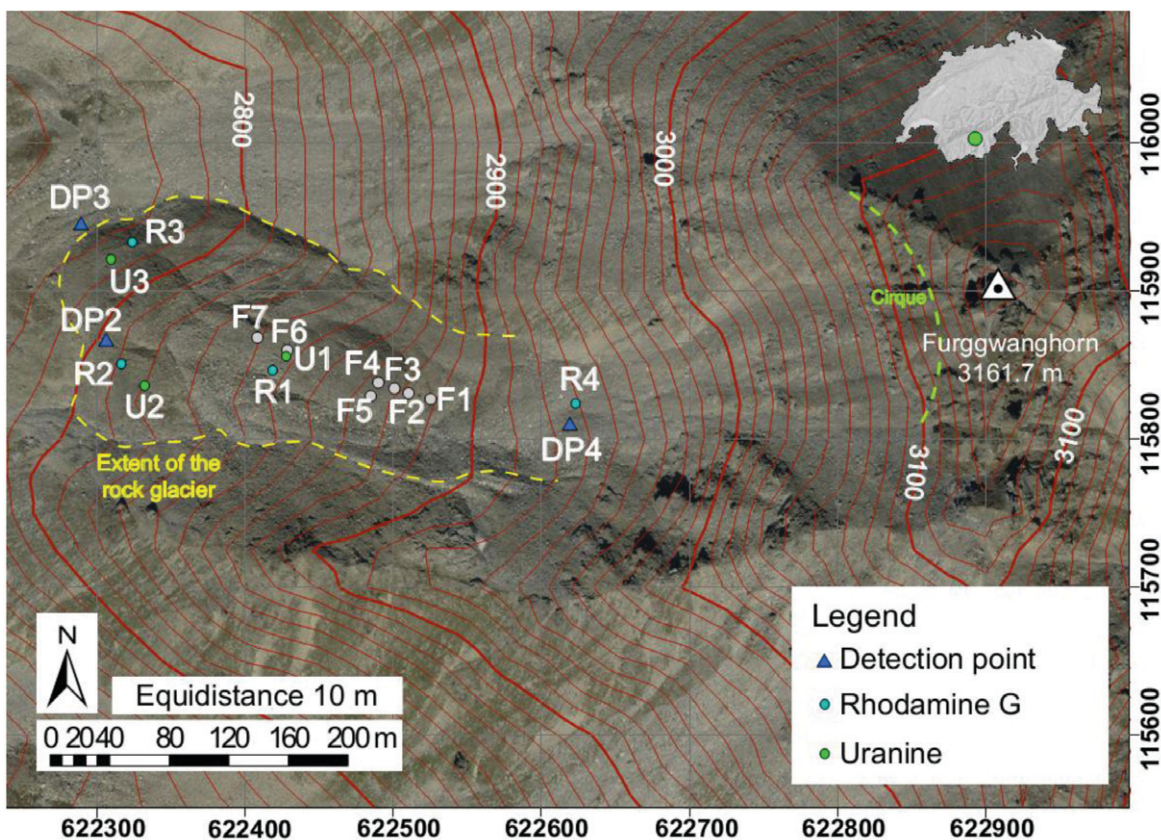 2800
2900
3000
116000
DP3
R3
U3
115900
Cirque
DP2
F7
F6
U1
F4
F3
R2
R1
U2
F5
F2
F1
R4
DP4
Furggwanghorn
3161.7 m
115800
Extent of the
rock glacier
3100
3100
115700
N
Equidistance 10 m
0 2040 80 120 160 200 m
Legend
Detection point
Rhodamine G
Uranine
115600
622300 622400 622500 622600 622700 622800 622900